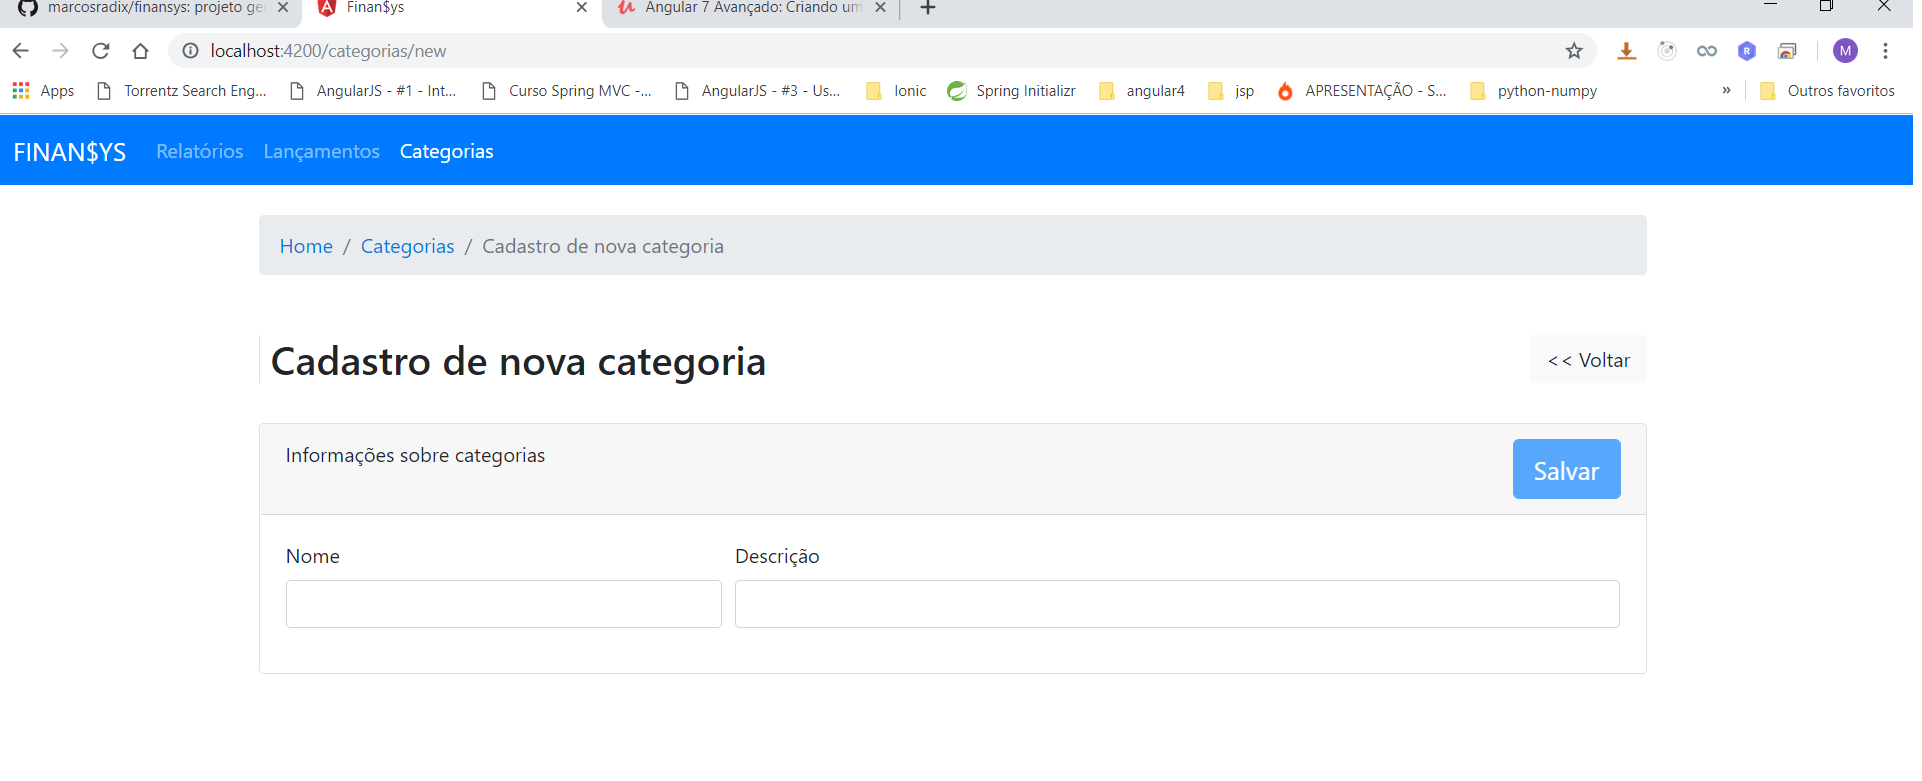 marcosradix/finansys: projeto ge
Finan$ys
Angular 7 Avançado: Criando um
localhost:4200/categorias/new
M
Apps
Torrentz Search Eng...
AngularJS - #1 - Int...
Curso Spring MVC -...
AngularJS - #3 - Us...
Ionic
Spring Initializr
angular4
jsp
APRESENTAÇÃO - S...
python-numpy
»
Outros favoritos
FINAN$YS
Relatórios
Lançamentos
Categorias
Home / Categorias / Cadastro de nova categoria
Cadastro de nova categoria
<< Voltar
Informações sobre categorias
Salvar
Nome
Descrição